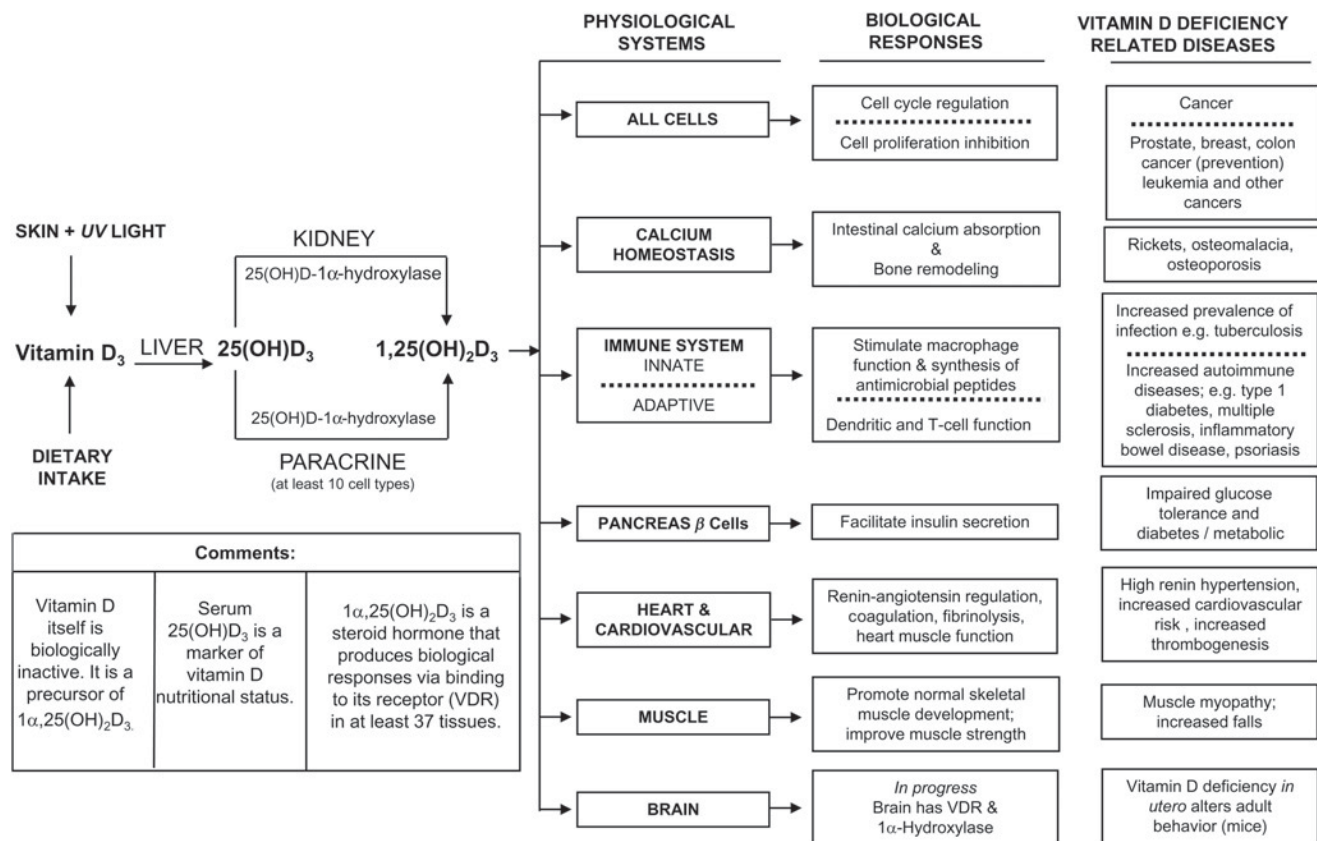 PHYSIOLOGICAL
SYSTEMS
BIOLOGICAL
RESPONSES
VITAMIN D DEFICIENCY
RELATED DISEASES
SKIN + UV LIGHT
Vitamin D₃
DIETARY
INTAKE
LIVER
25(OH)D₃
KIDNEY
25(OH)D-1α-hydroxylase
25(OH)D-1α-hydroxylase
PARACRINE
(at least 10 cell types)
1,25(OH)₂D₃
ALL CELLS
Cell cycle regulation
Cell proliferation inhibition
Cancer
Prostate, breast, colon
cancer (prevention)
leukemia and other
cancers
CALCIUM
HOMEOSTASIS
Intestinal calcium absorption
&
Bone remodeling
Rickets, osteomalacia,
osteoporosis
IMMUNE SYSTEM
INNATE
ADAPTIVE
Stimulate macrophage
function & synthesis of
antimicrobial peptides
Dendritic and T-cell function
Increased prevalence of
infection e.g. tuberculosis
Increased autoimmune
diseases; e.g. type 1
diabetes, multiple
sclerosis, inflammatory
bowel disease, psoriasis
PANCREAS β Cells
Facilitate insulin secretion
Impaired glucose
tolerance and
diabetes / metabolic
HEART &
CARDIOVASCULAR
Renin-angiotensin regulation,
coagulation, fibrinolysis,
heart muscle function
High renin hypertension,
increased cardiovascular
risk , increased
thrombogenesis
MUSCLE
Promote normal skeletal
muscle development;
improve muscle strength
Muscle myopathy;
increased falls
BRAIN
In progress
Brain has VDR &
1α-Hydroxylase
Vitamin D deficiency in
utero alters adult
behavior (mice)
Comments:
Vitamin D
itself is
biologically
inactive. It is a
precursor of
1α,25(OH)₂D₃.
Serum
25(OH)D₃ is a
marker of
vitamin D
nutritional status.
1α,25(OH)₂D₃ is a
steroid hormone that
produces biological
responses via binding
to its receptor (VDR)
in at least 37 tissues.